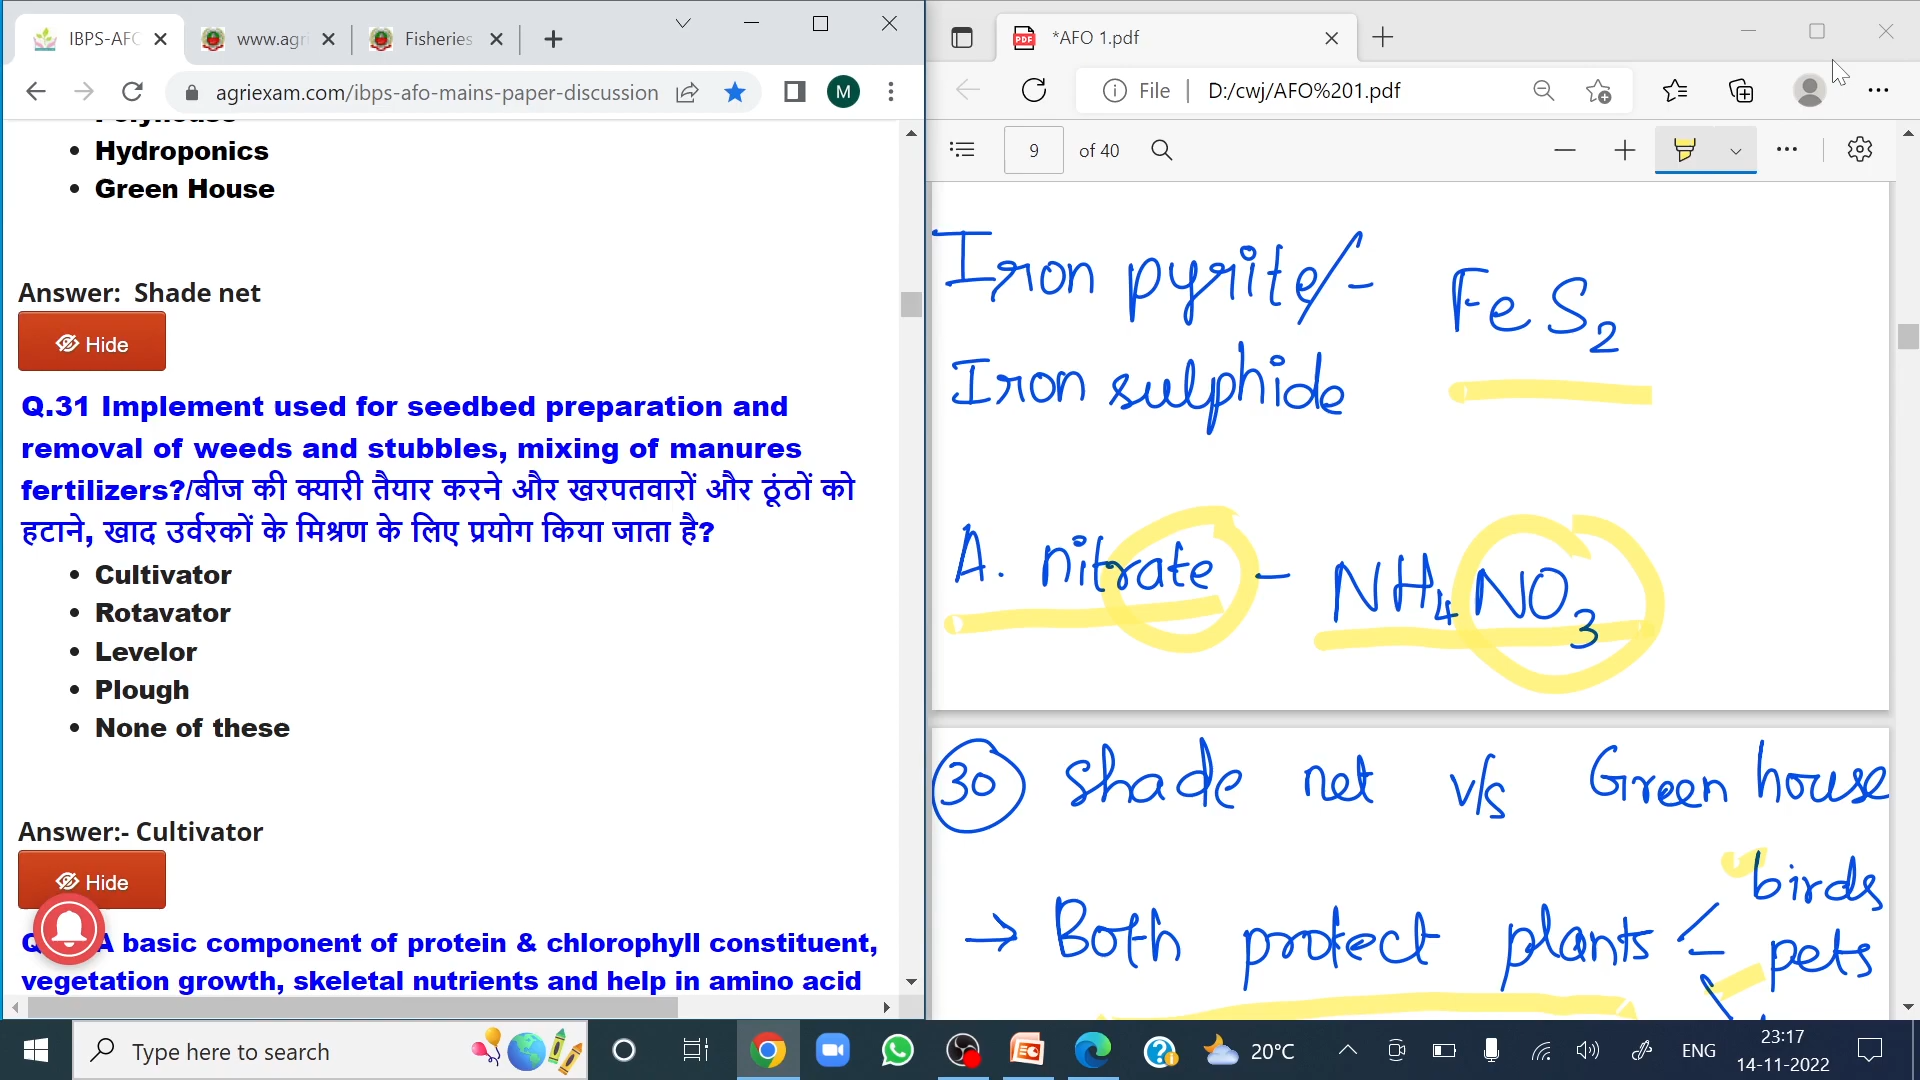 IBPS-AFC
www.agri
Fisheries
agriexam.com/ibps-afo-mains-paper-discussion
M
Polyhouse
Hydroponics
Green House
Answer: Shade net
Hide
Q.31 Implement used for seedbed preparation and
removal of weeds and stubbles, mixing of manures
fertilizers?/बीज की क्यारी तैयार करने और खरपतवारों और ठूंठों को
हटाने, खाद उर्वरकों के मिश्रण के लिए प्रयोग किया जाता है?
Cultivator
Rotavator
Levelor
Plough
None of these
Answer:- Cultivator
Hide
A basic component of protein & chlorophyll constituent,
vegetation growth, skeletal nutrients and help in amino acid
*AFO 1.pdf
File | D:/cwj/AFO%201.pdf
9 of 40
Iron pyrite/- FeS2
Iron sulphide
A. nitrate - NH4NO3
30 Shade net v/s Green house
→ Both protect plants birds
pets
Type here to search
20°C
ENG
23:17
14-11-2022